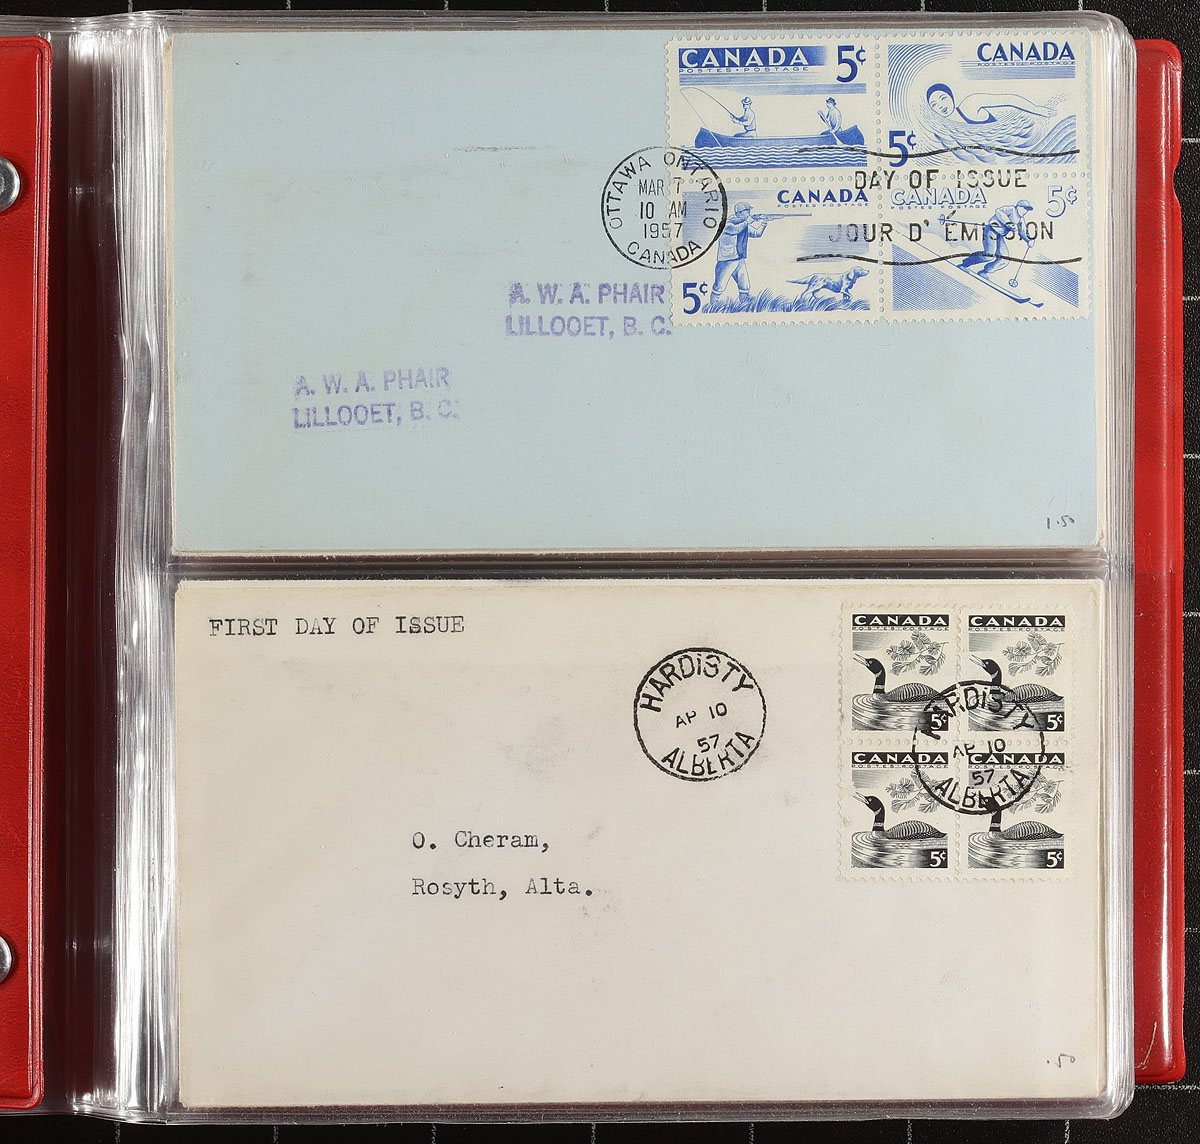 CANADA 5¢
POSTES·POSTAGE
CANADA
POSTES·POSTAGE
5¢
OTTAWA ONTARIO
MAR 7
10 AM
1957
CANADA
DAY OF ISSUE
JOUR D' ÉMISSION
CANADA
POSTES POSTAGE
5¢
CANADA 5¢
POSTES POSTAGE
A. W. A. PHAIR
LILLOOET, B. C.
A. W. A. PHAIR
LILLOOET, B. C.
1.50
FIRST DAY OF ISSUE
HARDISTY
AP 10
57
ALBERTA
CANADA
POSTES·POSTAGE
5¢
CANADA
POSTES·POSTAGE
5¢
HARDISTY
AP 10
57
ALBERTA
CANADA
POSTES·POSTAGE
5¢
CANADA
POSTES·POSTAGE
5¢
O. Cheram,
Rosyth, Alta.
.50